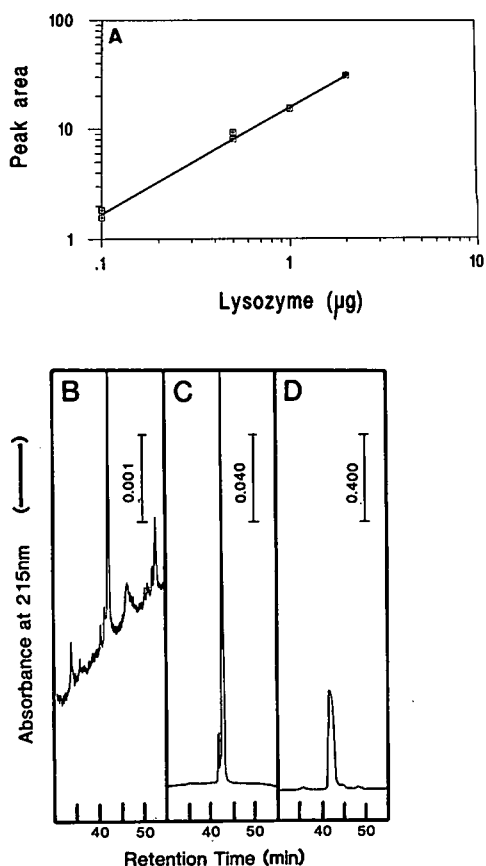 A
100
10
1
Peak area
.1
1
10
Lysozyme (µg)
B
C
D
0.001
0.040
0.400
Absorbance at 215nm (——)
40 50 40 50 40 50
Retention Time (min)